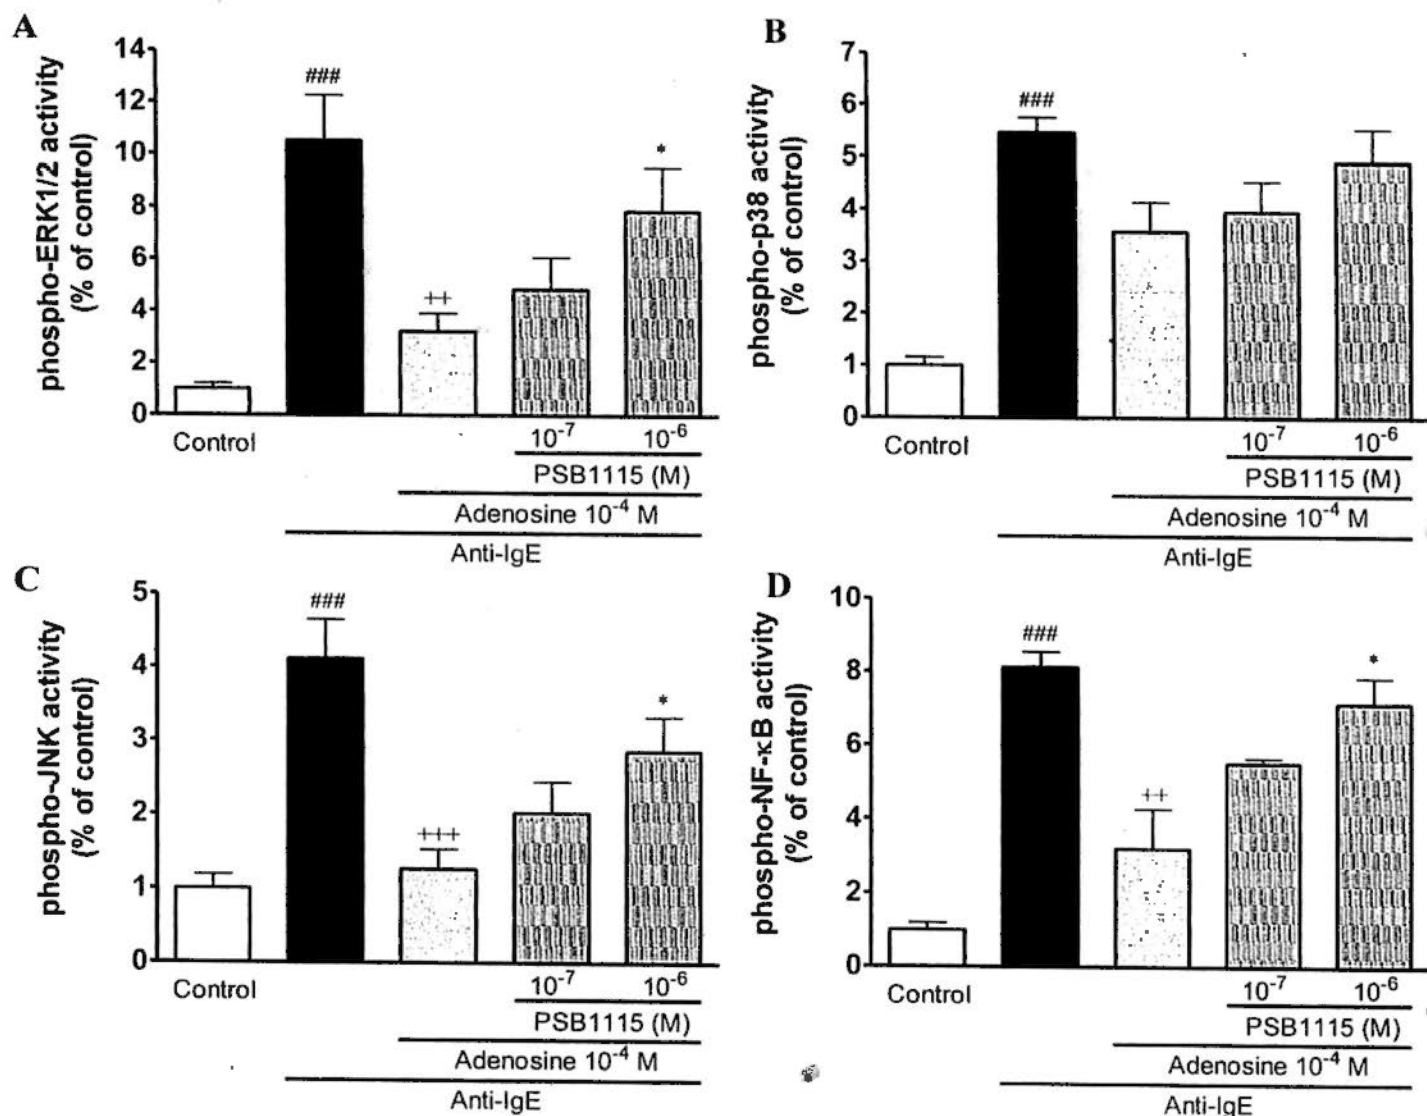 A
phospho-ERK1/2 activity
(% of control)
14
12
10
8
6
4
2
0
###
++
*
Control
10-7
10-6
PSB1115 (M)
Adenosine 10-4 M
Anti-IgE
B
phospho-p38 activity
(% of control)
7
6
5
4
3
2
1
0
###
Control
10-7
10-6
PSB1115 (M)
Adenosine 10-4 M
Anti-IgE
C
phospho-JNK activity
(% of control)
5
4
3
2
1
0
###
+++
*
Control
10-7
10-6
PSB1115 (M)
Adenosine 10-4 M
Anti-IgE
D
phospho-NF-κB activity
(% of control)
10
8
6
4
2
0
###
++
*
Control
10-7
10-6
PSB1115 (M)
Adenosine 10-4 M
Anti-IgE